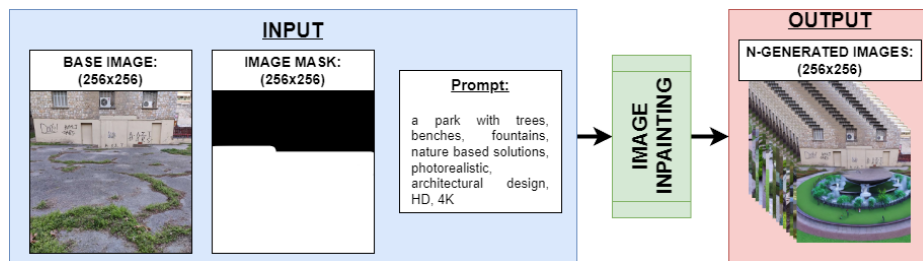 INPUT
BASE IMAGE:
(256x256)
IMAGE MASK:
(256x256)
Prompt:
a park with trees,
benches, fountains,
nature based solutions,
photorealistic,
architectural design,
HD, 4K
IMAGE
INPAINTING
OUTPUT
N-GENERATED IMAGES:
(256x256)